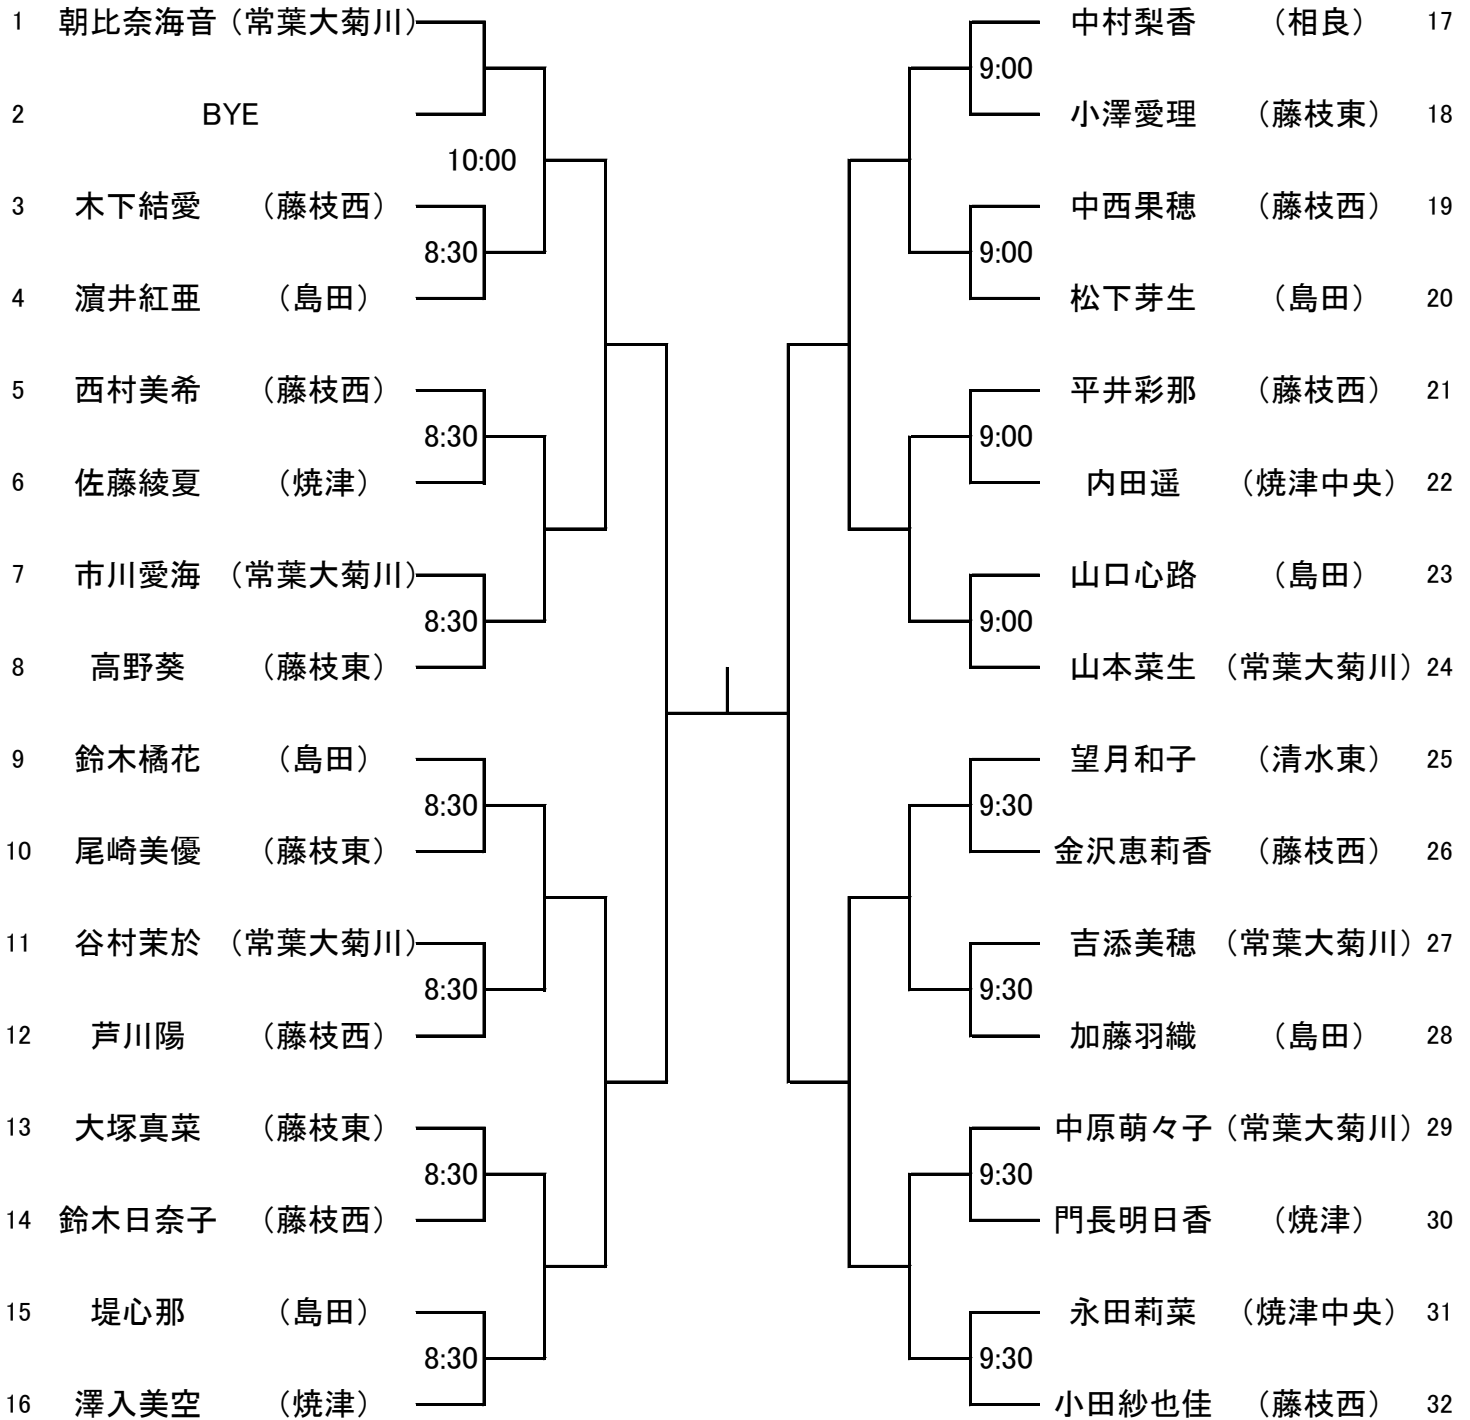 1 朝比奈海音 (常葉大菊川)
2 BYE
10:00
3 木下結愛 (藤枝西)
8:30
4 濵井紅亜 (島田)
5 西村美希 (藤枝西)
8:30
6 佐藤綾夏 (焼津)
7 市川愛海 (常葉大菊川)
8:30
8 高野葵 (藤枝東)
9 鈴木橘花 (島田)
8:30
10 尾崎美優 (藤枝東)
11 谷村茉於 (常葉大菊川)
8:30
12 芦川陽 (藤枝西)
13 大塚真菜 (藤枝東)
8:30
14 鈴木日奈子 (藤枝西)
15 堤心那 (島田)
8:30
16 澤入美空 (焼津)
中村梨香 (相良) 17
9:00
小澤愛理 (藤枝東) 18
中西果穂 (藤枝西) 19
9:00
松下芽生 (島田) 20
平井彩那 (藤枝西) 21
9:00
内田遥 (焼津中央) 22
山口心路 (島田) 23
9:00
山本菜生 (常葉大菊川) 24
望月和子 (清水東) 25
9:30
金沢恵莉香 (藤枝西) 26
吉添美穂 (常葉大菊川) 27
9:30
加藤羽織 (島田) 28
中原萌々子 (常葉大菊川) 29
9:30
門長明日香 (焼津) 30
永田莉菜 (焼津中央) 31
9:30
小田紗也佳 (藤枝西) 32